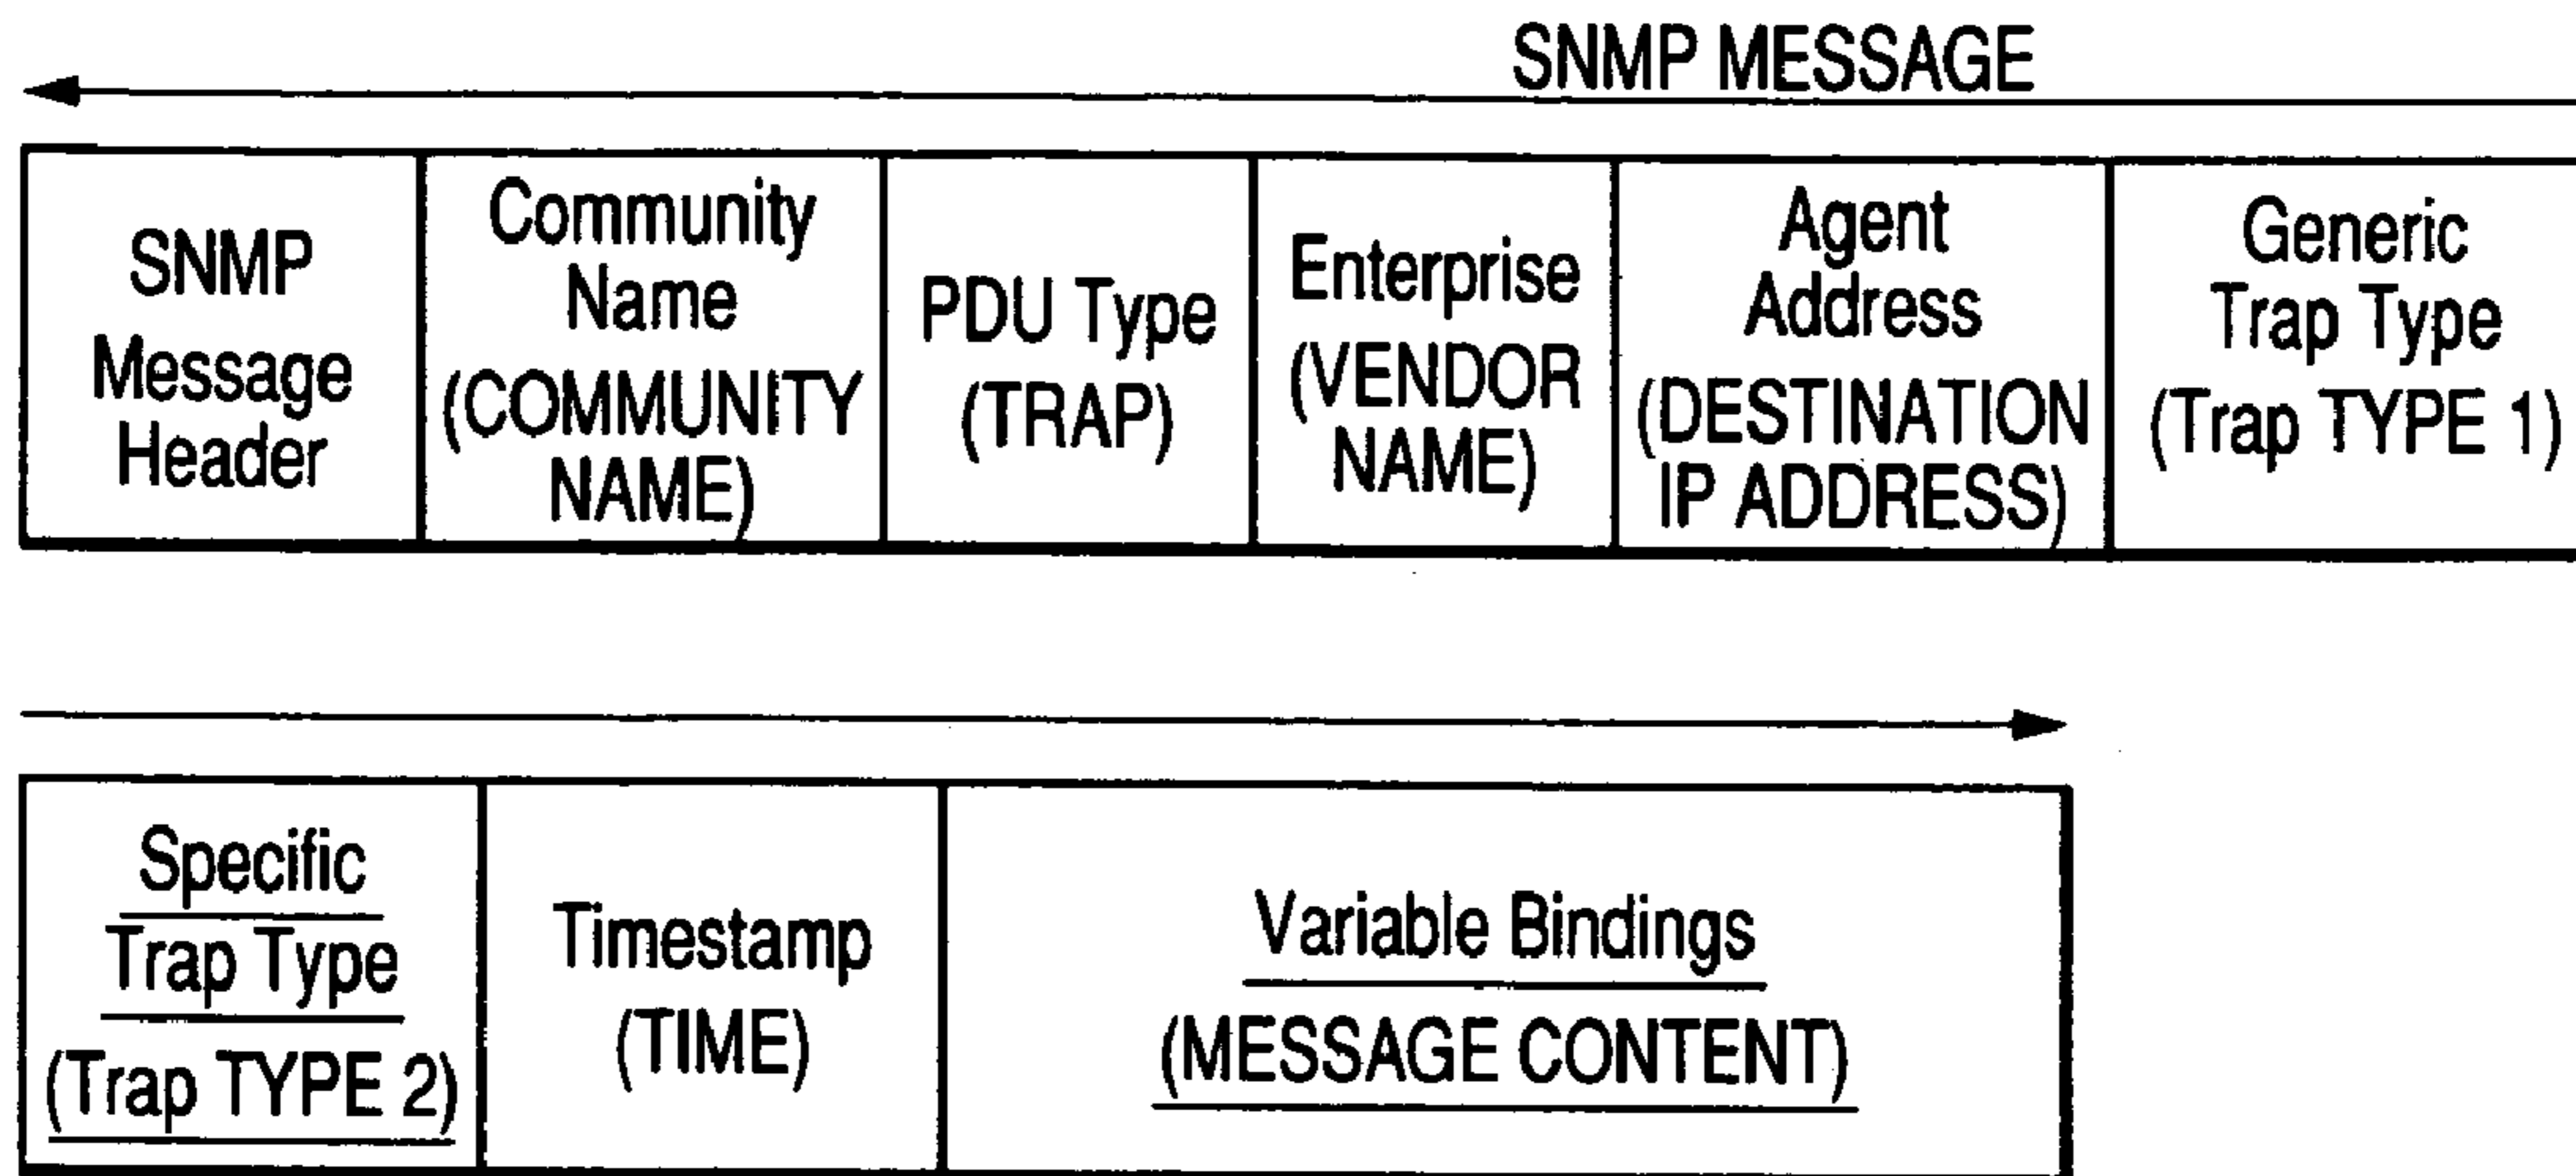 SNMP MESSAGE
SNMP
Message
Header
Community
Name
(COMMUNITY
NAME)
PDU Type
(TRAP)
Enterprise
(VENDOR
NAME)
Agent
Address
(DESTINATION
IP ADDRESS)
Generic
Trap Type
(Trap TYPE 1)
Specific
Trap Type
(Trap TYPE 2)
Timestamp
(TIME)
Variable Bindings
(MESSAGE CONTENT)